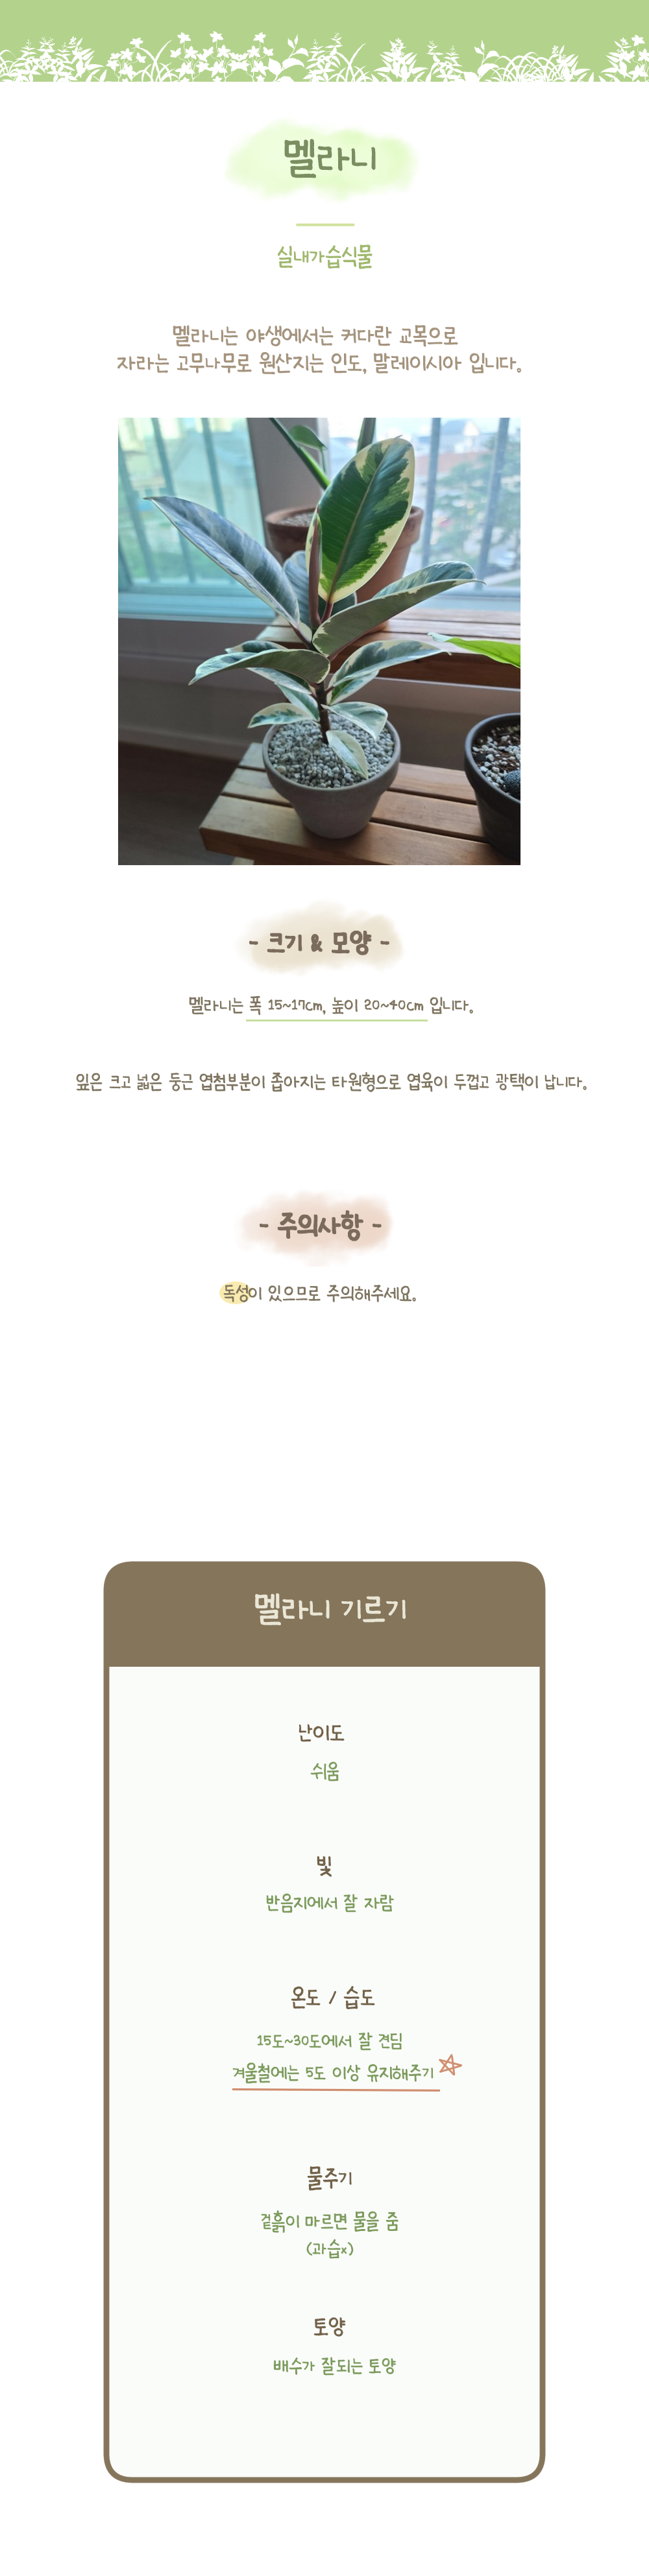 멜라니
실내가습식물
멜라니는 야생에서는 커다란 교목으로
자라는 고무나무로 원산지는 인도, 말레이시아 입니다.
- 크기 & 모양 -
멜라니는 폭 15~17cm, 높이 20~40cm 입니다.
잎은 크고 넓은 둥근 엽첨부분이 좁아지는 타원형으로 엽육이 두껍고 광택이 납니다.
- 주의사항 -
독성이 있으므로 주의해주세요.
멜라니 기르기
난이도
쉬움
빛
반음지에서 잘 자람
온도 / 습도
15도~30도에서 잘 견딤
겨울철에는 5도 이상 유지해주기
물주기
겉흙이 마르면 물을 줌
(과습x)
토양
배수가 잘되는 토양